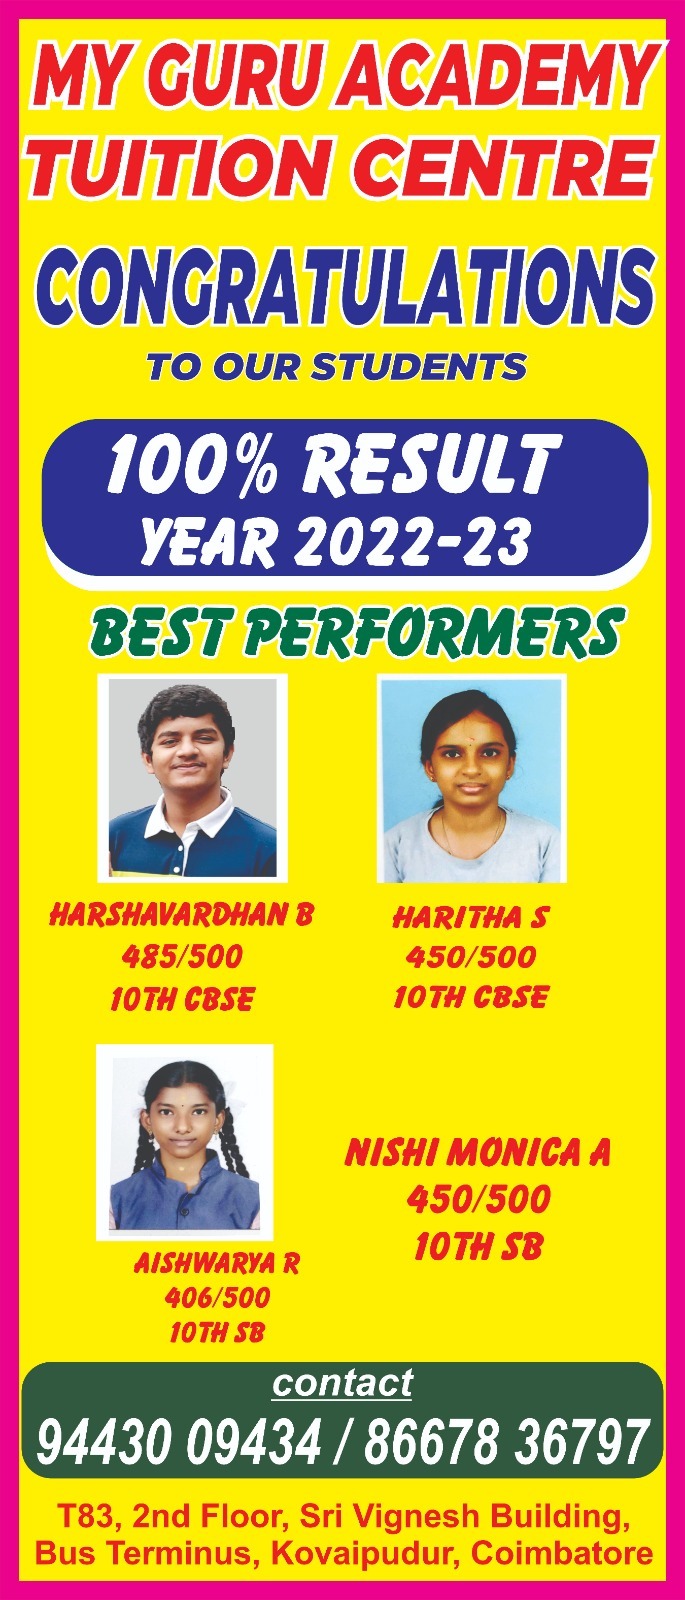 MY GURU ACADEMY
TUITION CENTRE
CONGRATULATIONS
TO OUR STUDENTS
100% RESULT
YEAR 2022-23
BEST PERFORMERS
HARSHAVARDHAN B
485/500
10TH CBSE
HARITHA S
450/500
10TH CBSE
AISHWARYA R
406/500
10TH SB
NISHI MONICA A
450/500
10TH SB
contact
94430 09434 / 86678 36797
T83, 2nd Floor, Sri Vignesh Building,
Bus Terminus, Kovaipudur, Coimbatore